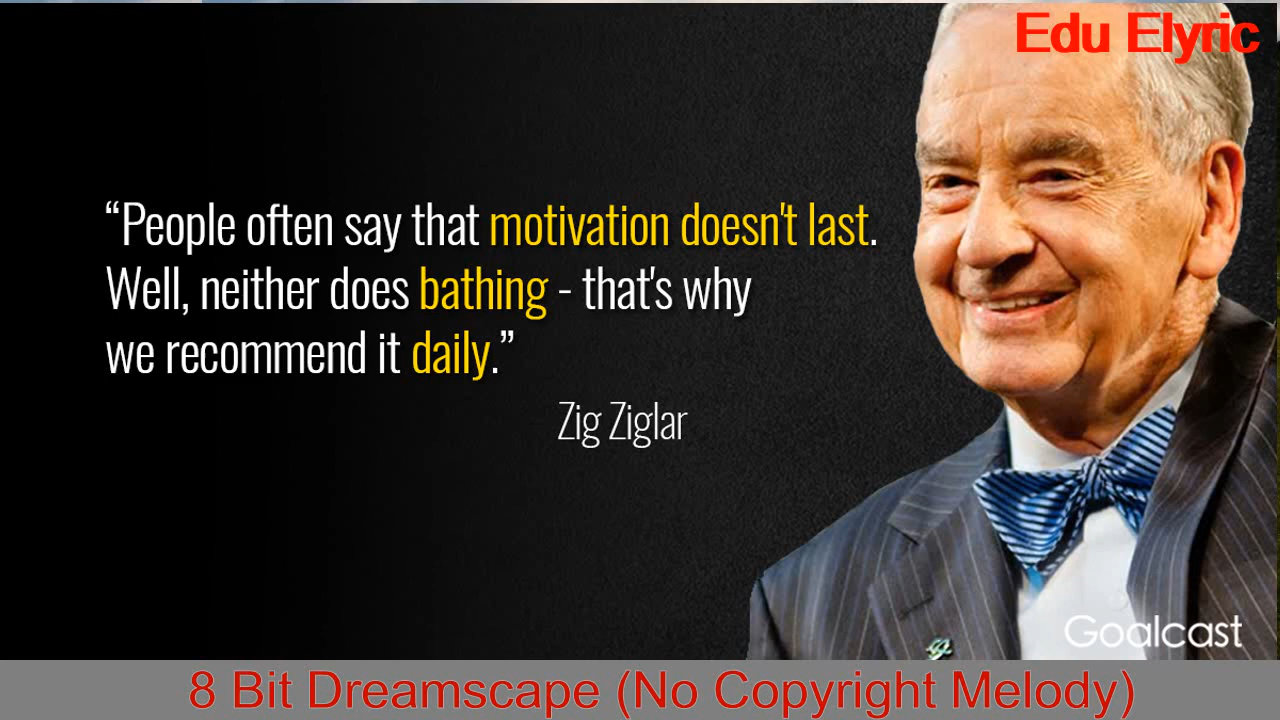 Edu Elyric
“People often say that motivation doesn't last.
Well, neither does bathing - that's why
we recommend it daily.”
Zig Ziglar
Goalcast
8 Bit Dreamscape (No Copyright Melody)